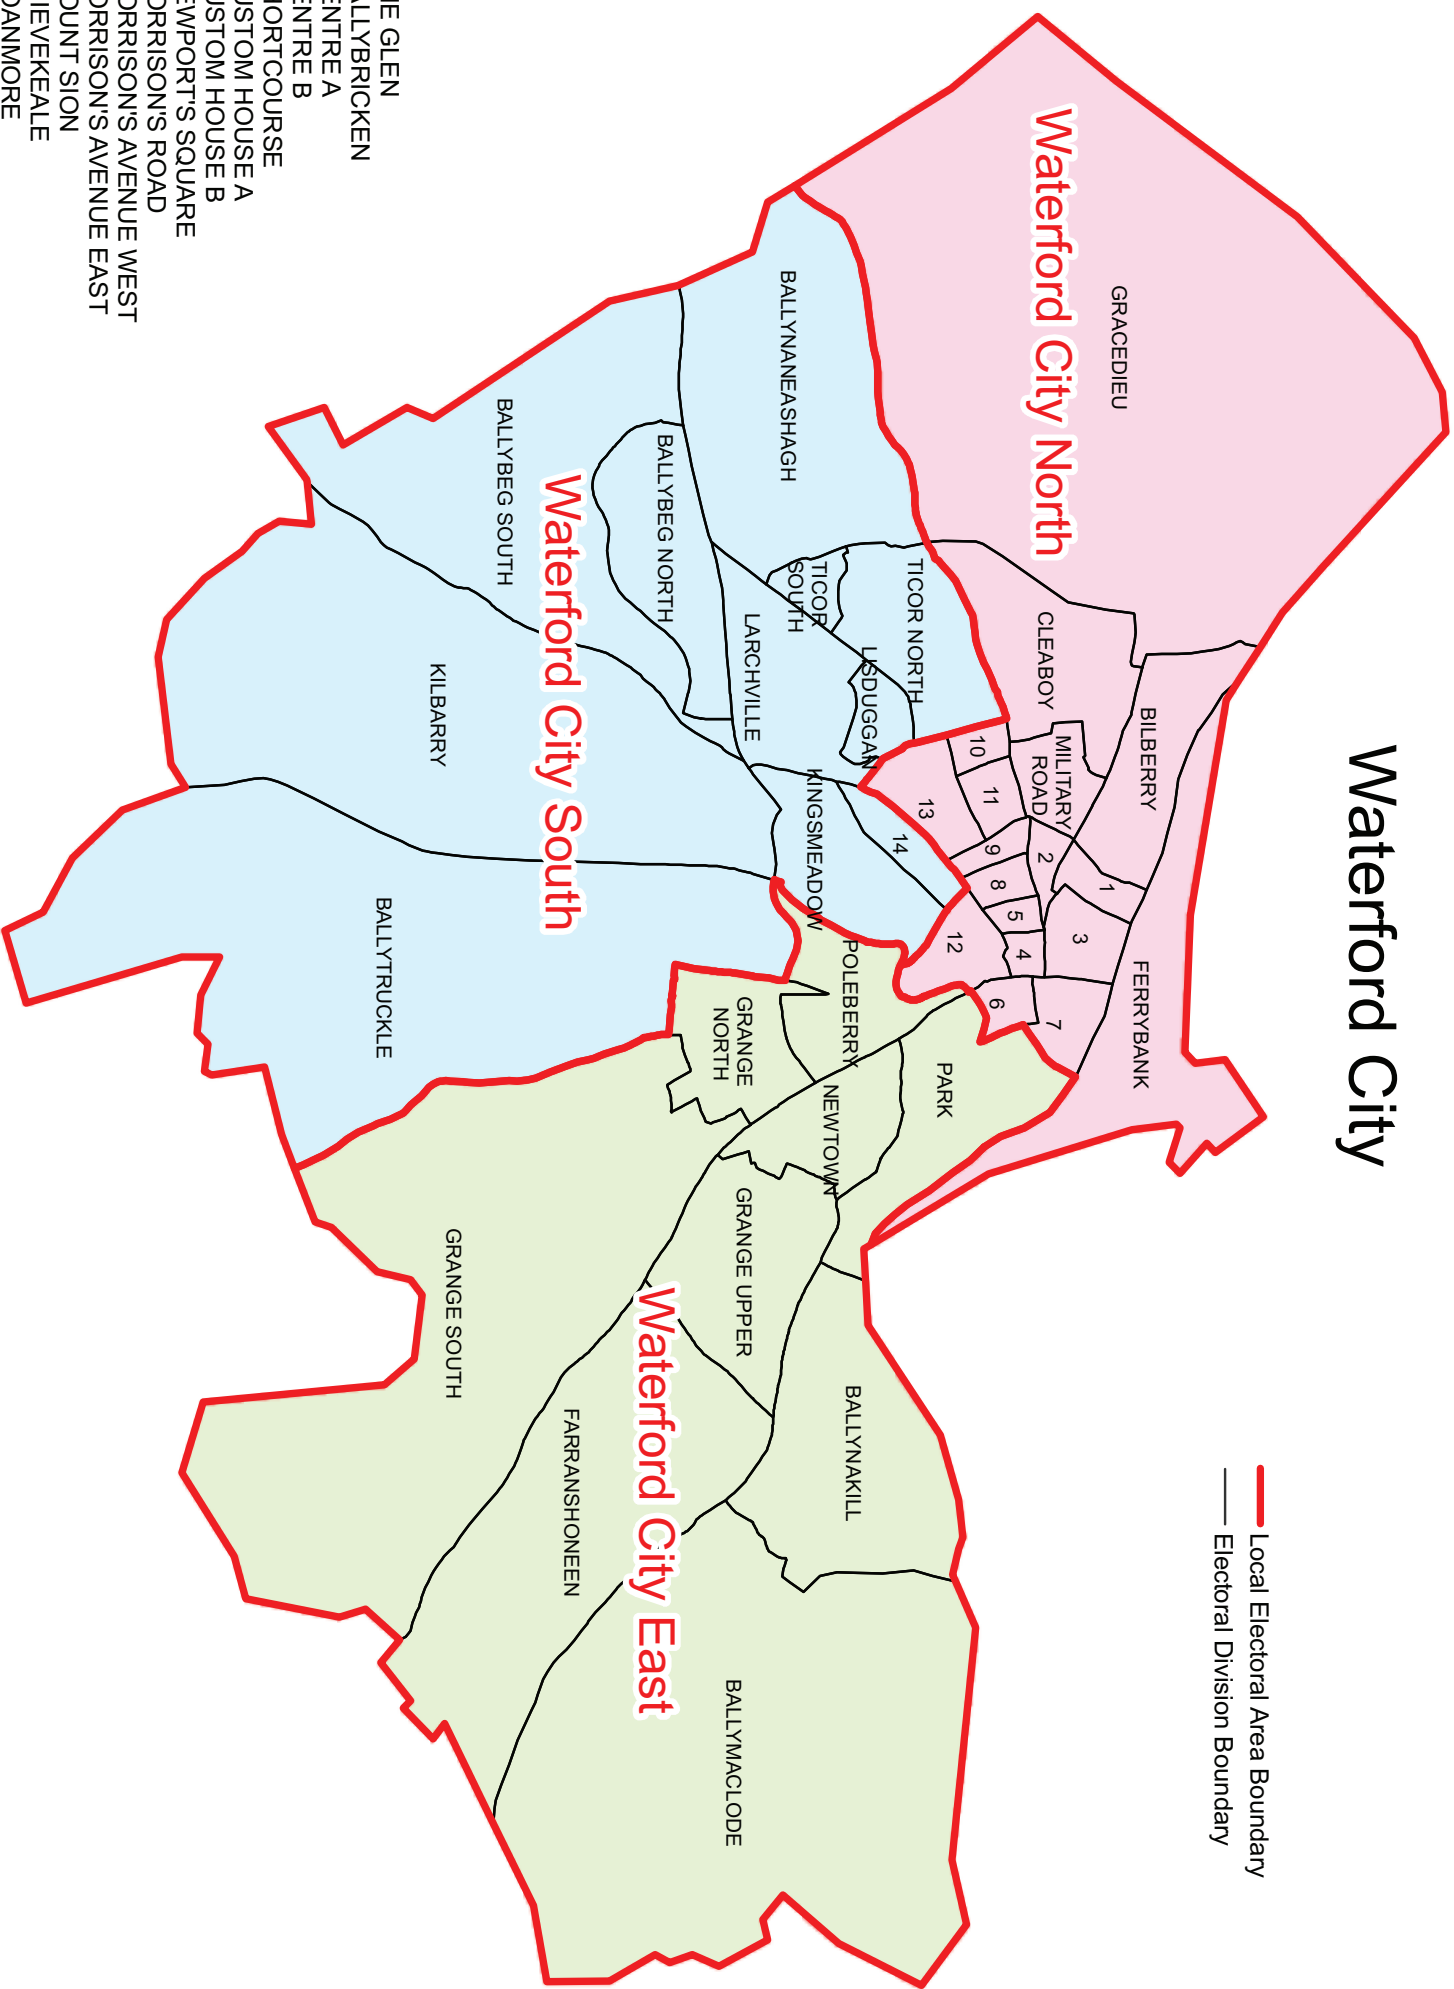 Waterford City
Local Electoral Area Boundary
Electoral Division Boundary
Waterford City North
GRACEDIEU
BILBERRY
FERRYBANK
CLEABOY
MILITARY
ROAD
1
2
3
4
5
6
7
8
9
10
11
12
13
14
Waterford City South
BALLYNANEASHAGH
TICOR NORTH
TICOR
SOUTH
LISDUGGAN
LARCHVILLE
KINGSMEADOW
BALLYBEG NORTH
BALLYBEG SOUTH
KILBARRY
BALLYTRUCKLE
Waterford City East
PARK
POLEBERRY
NEWTOWN
GRANGE
NORTH
GRANGE UPPER
GRANGE SOUTH
BALLYNAKILL
FARRANSHONEEN
BALLYMACLODE
HE GLEN
ALLYBRICKEN
ENTRE A
ENTRE B
HORTCOURSE
USTOM HOUSE A
USTOM HOUSE B
EWPORT'S SQUARE
ORRISON'S ROAD
ORRISON'S AVENUE WEST
ORRISON'S AVENUE EAST
OUNT SION
IEVEKEALE
OANMORE